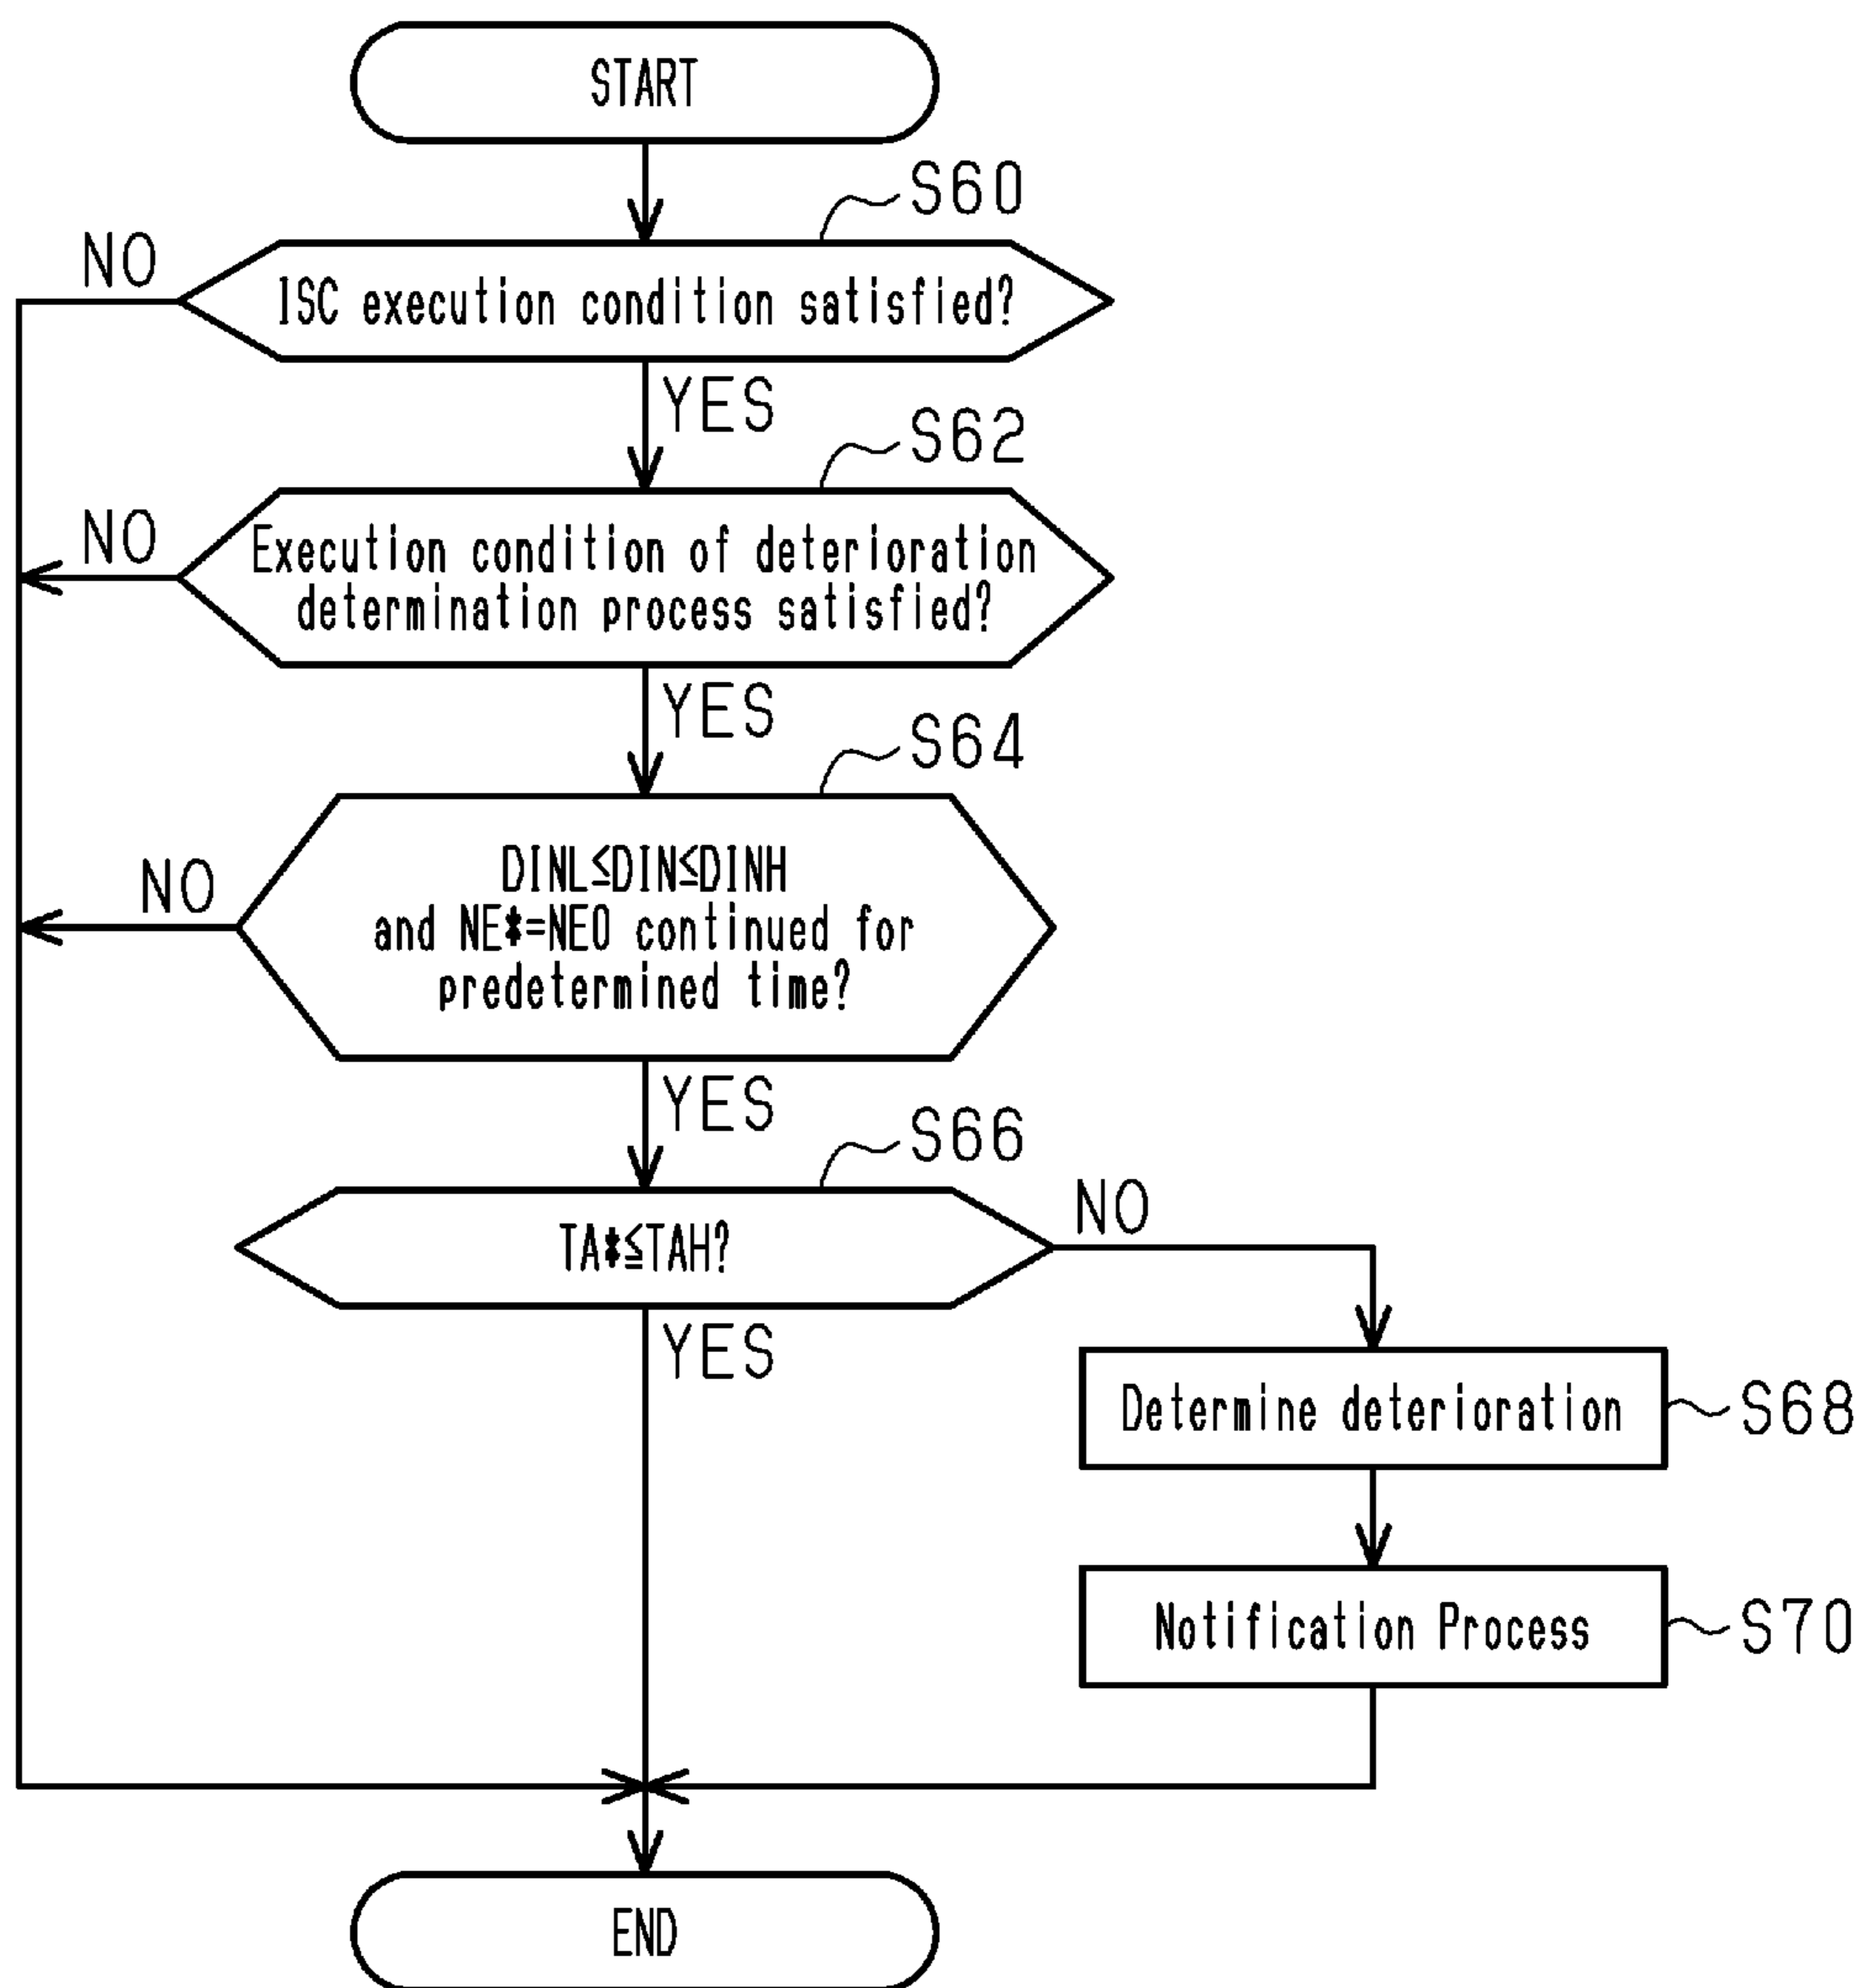 START
S60
NO
ISC execution condition satisfied?
YES
S62
NO
Execution condition of deterioration
determination process satisfied?
YES
S64
NO
DINL≦DIN≦DINH
and NE*=NE0 continued for
predetermined time?
YES
S66
NO
TA*≦TAH?
YES
Determine deterioration
S68
Notification Process
S70
END